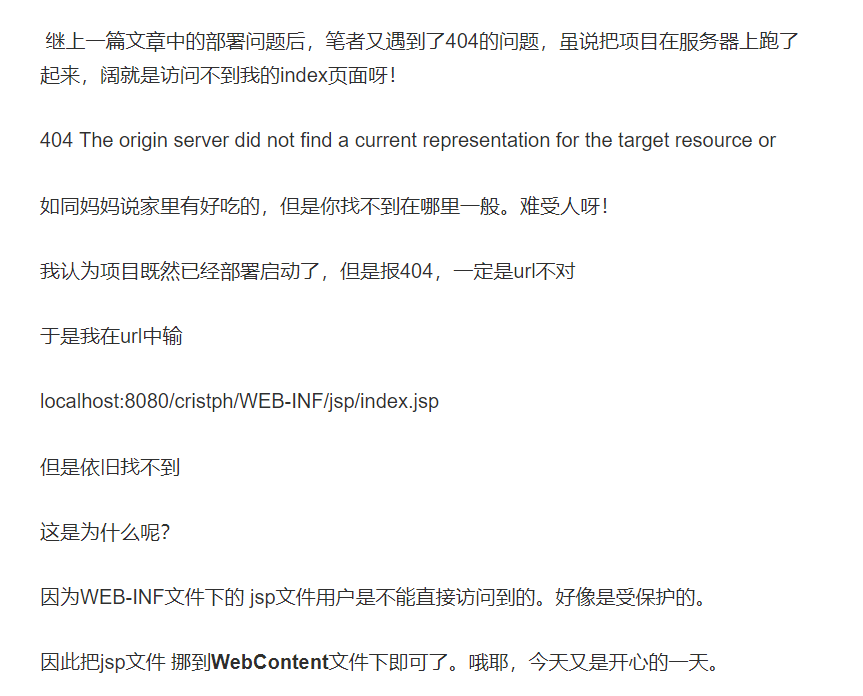 继上一篇文章中的部署问题后，笔者又遇到了404的问题，虽说把项目在服务器上跑了
起来，阔就是访问不到我的index页面呀！
404 The origin server did not find a current representation for the target resource or
如同妈妈说家里有好吃的，但是你找不到在哪里一般。难受人呀！
我认为项目既然已经部署启动了，但是报404，一定是url不对
于是我在url中输
localhost:8080/cristph/WEB-INF/jsp/index.jsp
但是依旧找不到
这是为什么呢？
因为WEB-INF文件下的 jsp文件用户是不能直接访问到的。好像是受保护的。
因此把jsp文件 挪到WebContent文件下即可了。哦耶，今天又是开心的一天。